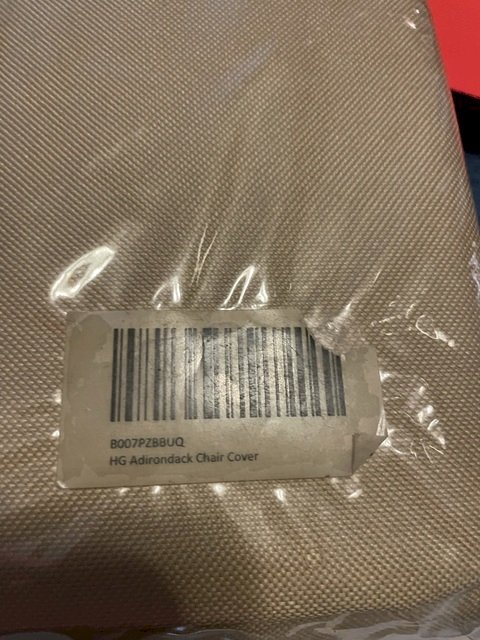 B007PZBBUQ
HG Adirondack Chair Cover